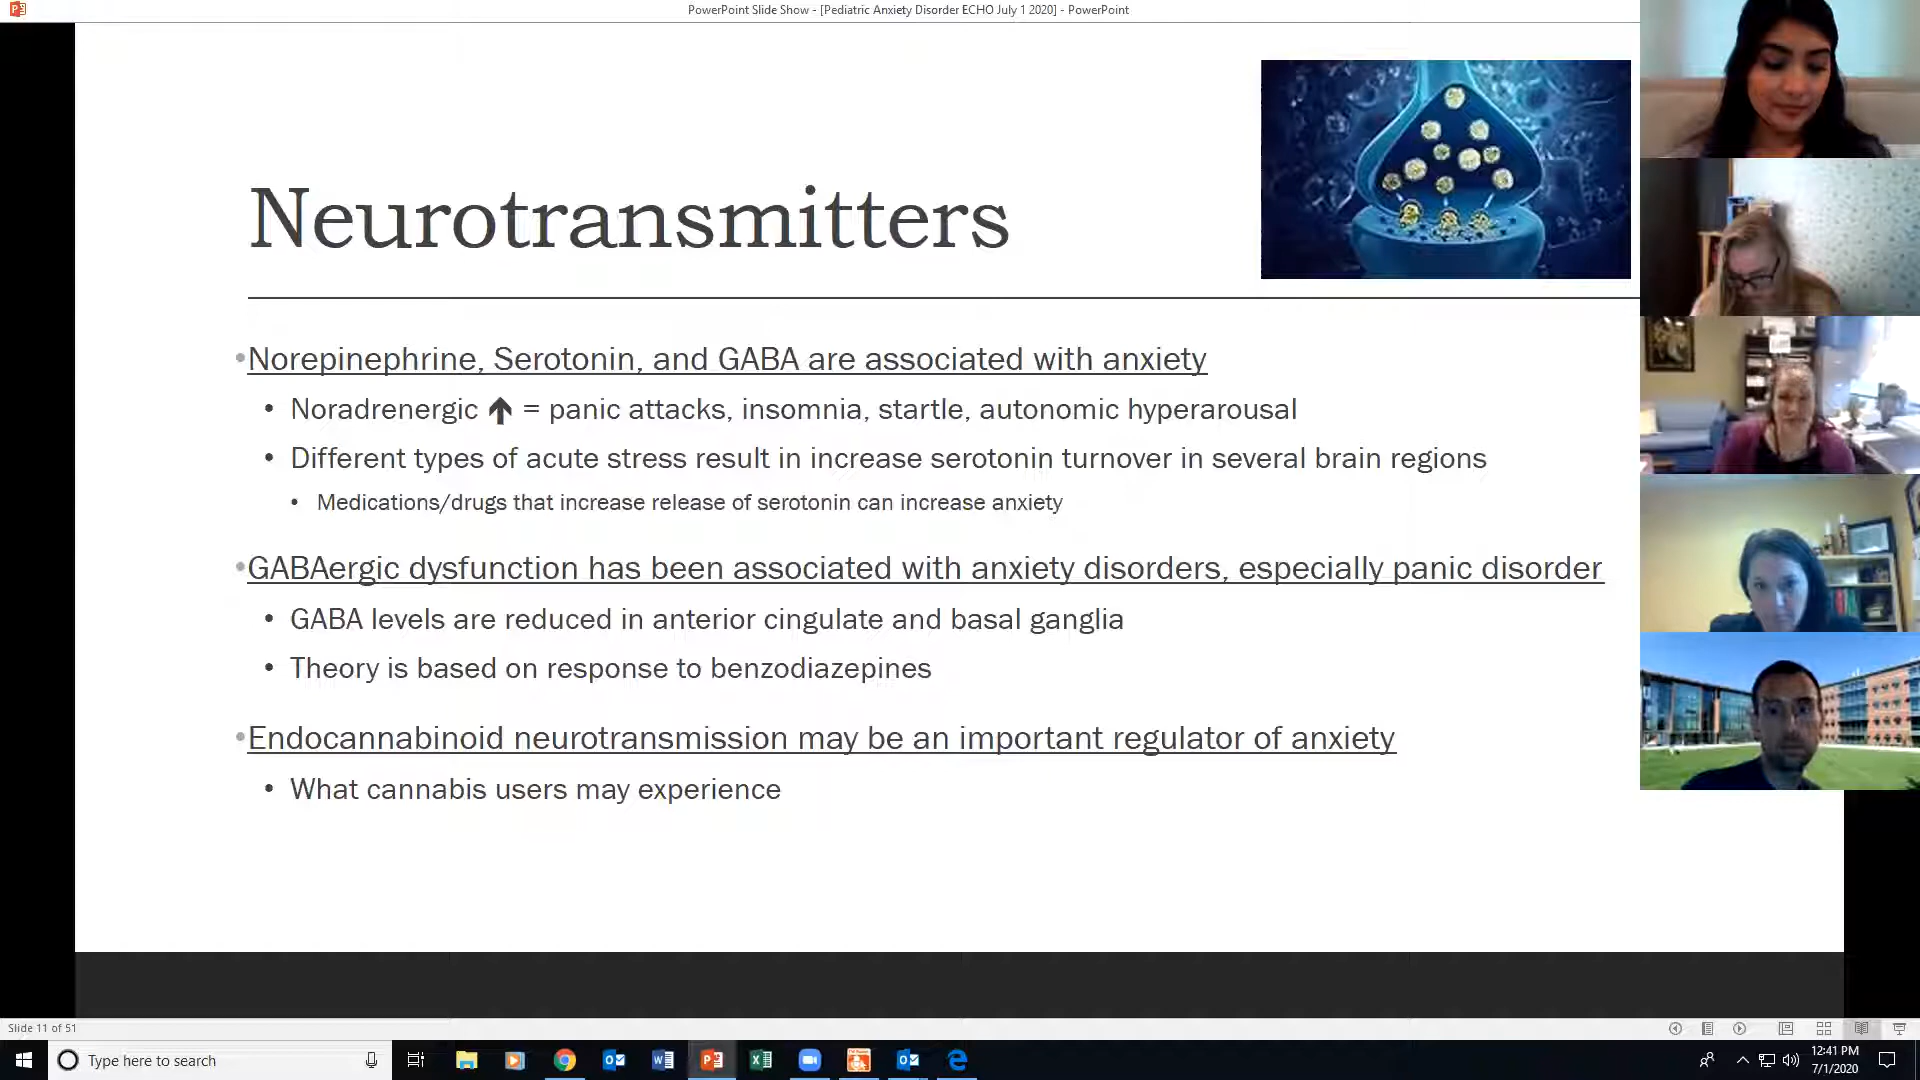 PowerPoint Slide Show - [Pediatric Anxiety Disorder ECHO July 1 2020] - PowerPoint
Neurotransmitters
•Norepinephrine, Serotonin, and GABA are associated with anxiety
• Noradrenergic ↑ = panic attacks, insomnia, startle, autonomic hyperarousal
• Different types of acute stress result in increase serotonin turnover in several brain regions
• Medications/drugs that increase release of serotonin can increase anxiety
•GABAergic dysfunction has been associated with anxiety disorders, especially panic disorder
• GABA levels are reduced in anterior cingulate and basal ganglia
• Theory is based on response to benzodiazepines
•Endocannabinoid neurotransmission may be an important regulator of anxiety
• What cannabis users may experience
Slide 11 of 51
Type here to search
12:41 PM
7/1/2020